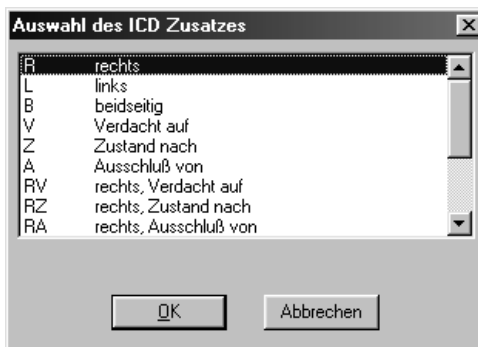 Auswahl des ICD Zusatzes
R rechts
L links
B beidseitig
V Verdacht auf
Z Zustand nach
A Ausschluß von
RV rechts, Verdacht auf
RZ rechts, Zustand nach
RA rechts, Ausschluß von
OK Abbrechen